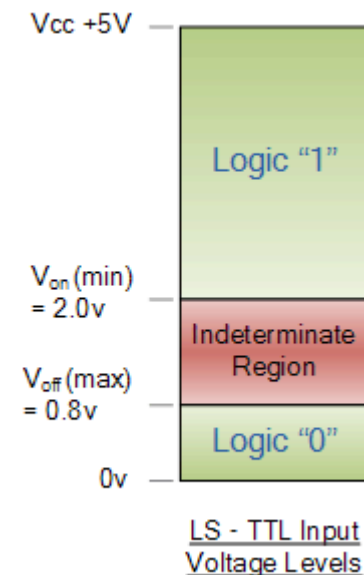 Vcc +5V
Logic “1”
Von(min)
= 2.0v
Indeterminate
Region
Voff(max)
= 0.8v
Logic “0”
0v
LS - TTL Input
Voltage Levels